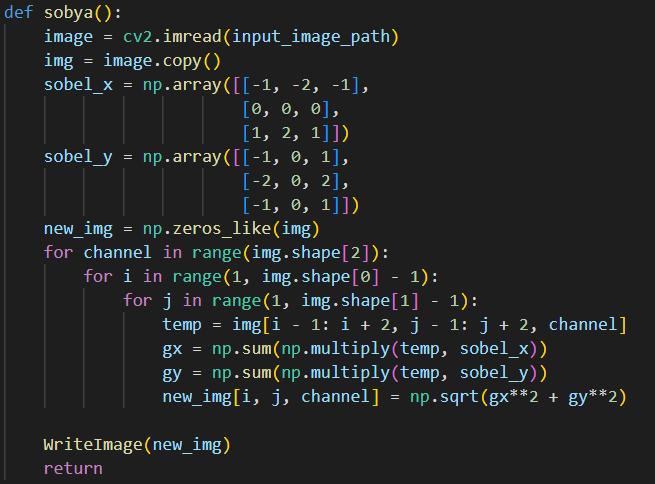 def sobya():
    image = cv2.imread(input_image_path)
    img = image.copy()
    sobel_x = np.array([[-1, -2, -1],
                        [0, 0, 0],
                        [1, 2, 1]])
    sobel_y = np.array([[-1, 0, 1],
                        [-2, 0, 2],
                        [-1, 0, 1]])
    new_img = np.zeros_like(img)
    for channel in range(img.shape[2]):
        for i in range(1, img.shape[0] - 1):
            for j in range(1, img.shape[1] - 1):
                temp = img[i - 1: i + 2, j - 1: j + 2, channel]
                gx = np.sum(np.multiply(temp, sobel_x))
                gy = np.sum(np.multiply(temp, sobel_y))
                new_img[i, j, channel] = np.sqrt(gx**2 + gy**2)

    WriteImage(new_img)
    return